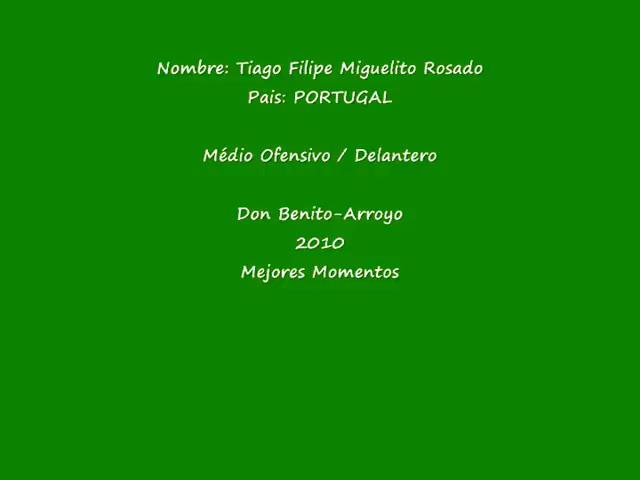 Nombre: Tiago Filipe Miguelito Rosado
Pais: PORTUGAL
Médio Ofensivo / Delantero
Don Benito-Arroyo
2010
Mejores Momentos